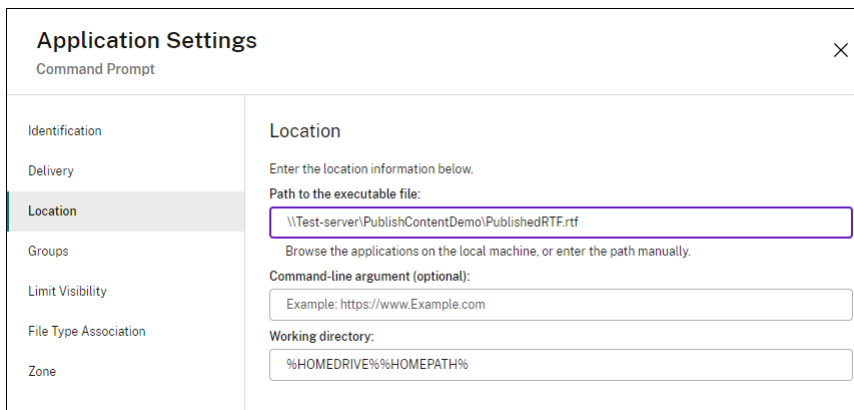 Application Settings
Command Prompt
Identification
Delivery
Location
Groups
Limit Visibility
File Type Association
Zone
Location
Enter the location information below.
Path to the executable file:
\\Test-server\PublishContentDemo\PublishedRTF.rtf
Browse the applications on the local machine, or enter the path manually.
Command-line argument (optional):
Example: https://www.Example.com
Working directory:
%HOMEDRIVE%%HOMEPATH%